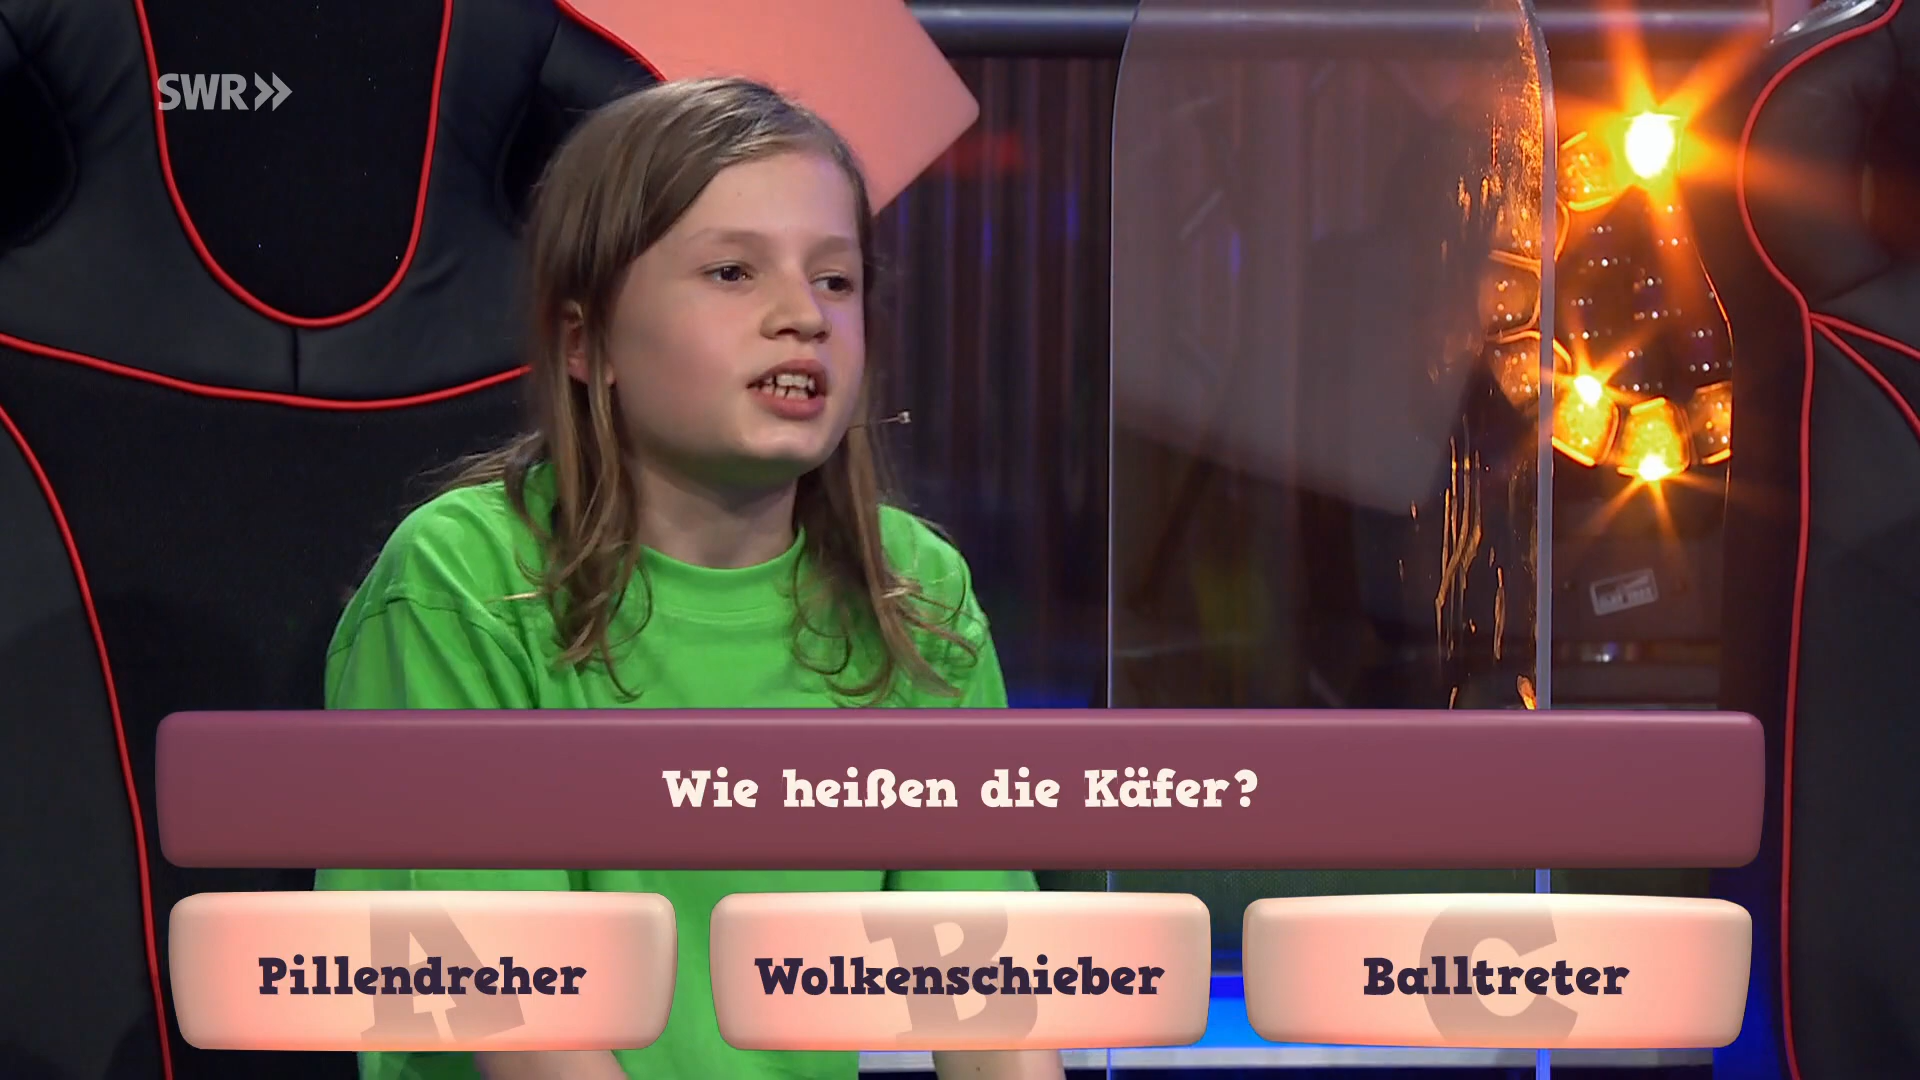 SWR
Wie heißen die Käfer?
A
Pillendreher
B
Wolkenschieber
C
Balltreter